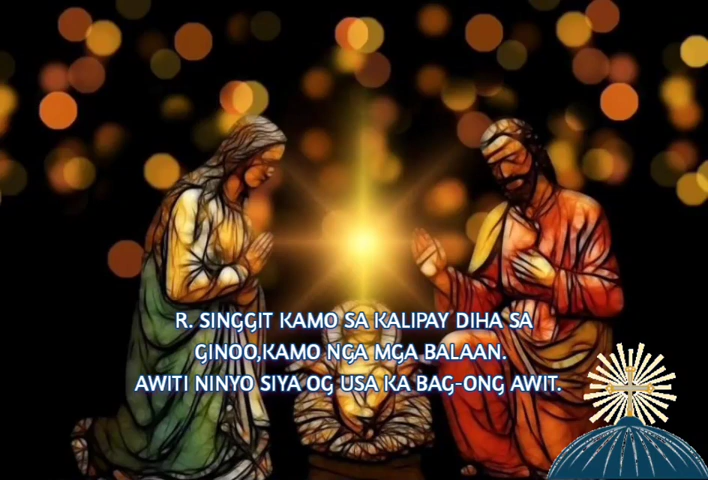 R. SINGGIT KAMO SA KALIPAY DIHA SA
GINOO,KAMO NGA MGA BALAAN.
AWITI NINYO SIYA OG USA KA BAG-ONG AWIT.